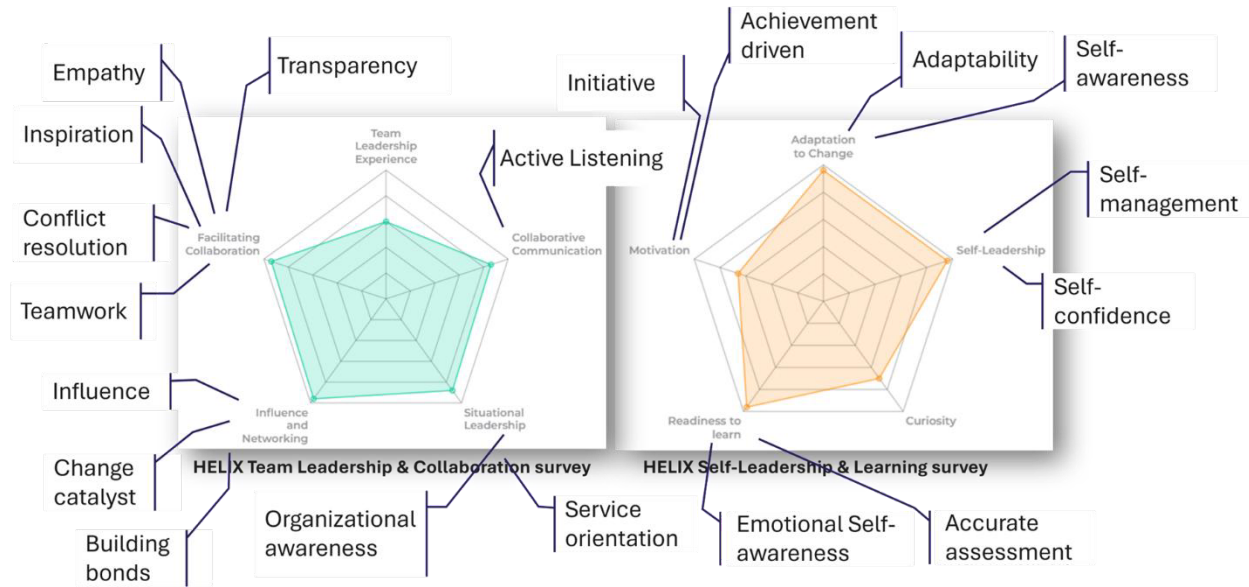 Achievement
driven
Empathy
Transparency
Initiative
Adaptability
Self-
awareness
Inspiration
Team
Leadership
Experience
Active Listening
Adaptation
to Change
Self-
management
Conflict
resolution
Facilitating
Collaboration
Collaborative
Communication
Motivation
Self-Leadership
Teamwork
Self-
confidence
Influence
Influence
and
Networking
Situational
Leadership
Readiness to
learn
Curiosity
Change
catalyst
HELIX Team Leadership & Collaboration survey
HELIX Self-Leadership & Learning survey
Building
bonds
Organizational
awareness
Service
orientation
Emotional Self-
awareness
Accurate
assessment